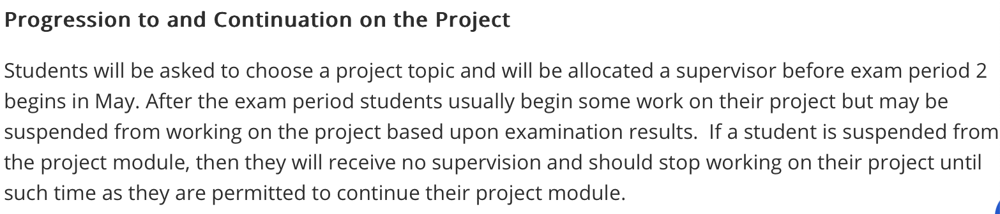 Progression to and Continuation on the Project
Students will be asked to choose a project topic and will be allocated a supervisor before exam period 2
begins in May. After the exam period students usually begin some work on their project but may be
suspended from working on the project based upon examination results.  If a student is suspended from
the project module, then they will receive no supervision and should stop working on their project until
such time as they are permitted to continue their project module.